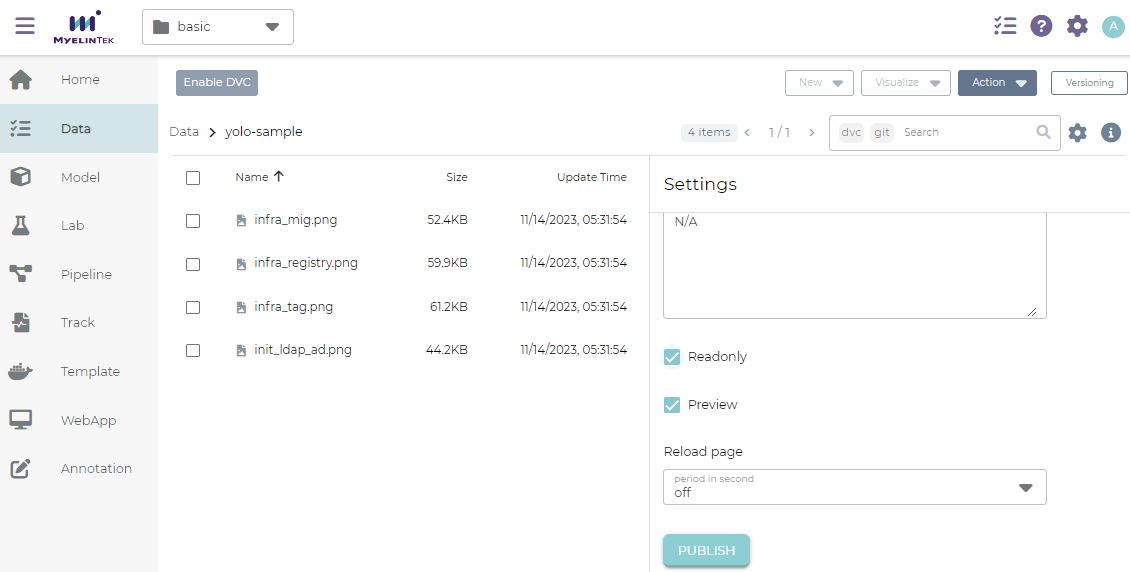 MYELINTEK
basic
?
A
Home
Data
Model
Lab
Pipeline
Track
Template
WebApp
Annotation
Enable DVC
New
Visualize
Action
Versioning
Data > yolo-sample
4 items < 1 / 1 >
dvc git Search
Name Size Update Time
infra_mig.png 52.4KB 11/14/2023, 05:31:54
infra_registry.png 59.9KB 11/14/2023, 05:31:54
infra_tag.png 61.2KB 11/14/2023, 05:31:54
init_ldap_ad.png 44.2KB 11/14/2023, 05:31:54
Settings
N/A
Readonly
Preview
Reload page
period in second
off
PUBLISH